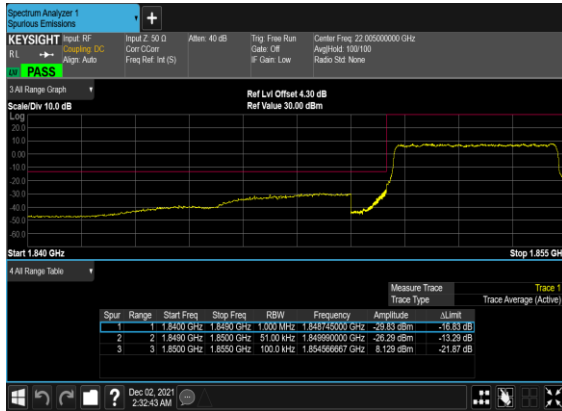 Spectrum Analyzer 1
Spurious Emissions
KEYSIGHT Input: RF Input Z: 50 Ω Atten: 40 dB Trig: Free Run Center Freq: 22.005000000 GHz
RL Coupling: DC Corr CCorr Gate: Off Avg|Hold: 100/100
Align: Auto Freq Ref: Int (S) IF Gain: Low Radio Std: None
LV PASS
3 All Range Graph
Ref Lvl Offset 4.30 dB
Scale/Div 10.0 dB Ref Value 30.00 dBm
Log
20.0
10.0
0.00
-10.0
-20.0
-30.0
-40.0
-50.0
-60.0
Start 1.840 GHz Stop 1.855 GH
4 All Range Table
Measure Trace Trace 1
Trace Type Trace Average (Active)
Spur Range Start Freq Stop Freq RBW Frequency Amplitude ΔLimit
1 1 1.8400 GHz 1.8490 GHz 1.000 MHz 1.848745000 GHz -29.83 dBm -16.83 dB
2 2 1.8490 GHz 1.8500 GHz 51.00 kHz 1.849990000 GHz -26.29 dBm -13.29 dB
3 3 1.8500 GHz 1.8550 GHz 100.0 kHz 1.854566667 GHz 8.129 dBm -21.87 dB
? Dec 02, 2021
2:32:43 AM